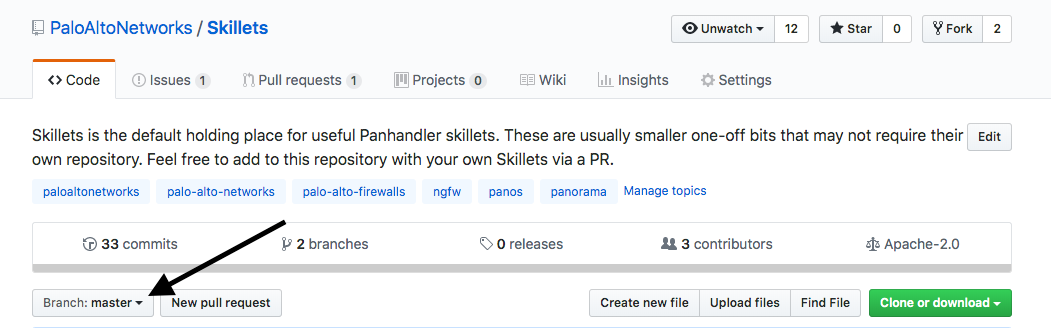 PaloAltoNetworks / Skillets
Unwatch 12 Star 0 Fork 2
Code Issues 1 Pull requests 1 Projects 0 Wiki Insights Settings
Skillets is the default holding place for useful Panhandler skillets. These are usually smaller one-off bits that may not require their Edit
own repository. Feel free to add to this repository with your own Skillets via a PR.
paloaltonetworks palo-alto-networks palo-alto-firewalls ngfw panos panorama Manage topics
33 commits 2 branches 0 releases 3 contributors Apache-2.0
Branch: master New pull request Create new file Upload files Find File Clone or download